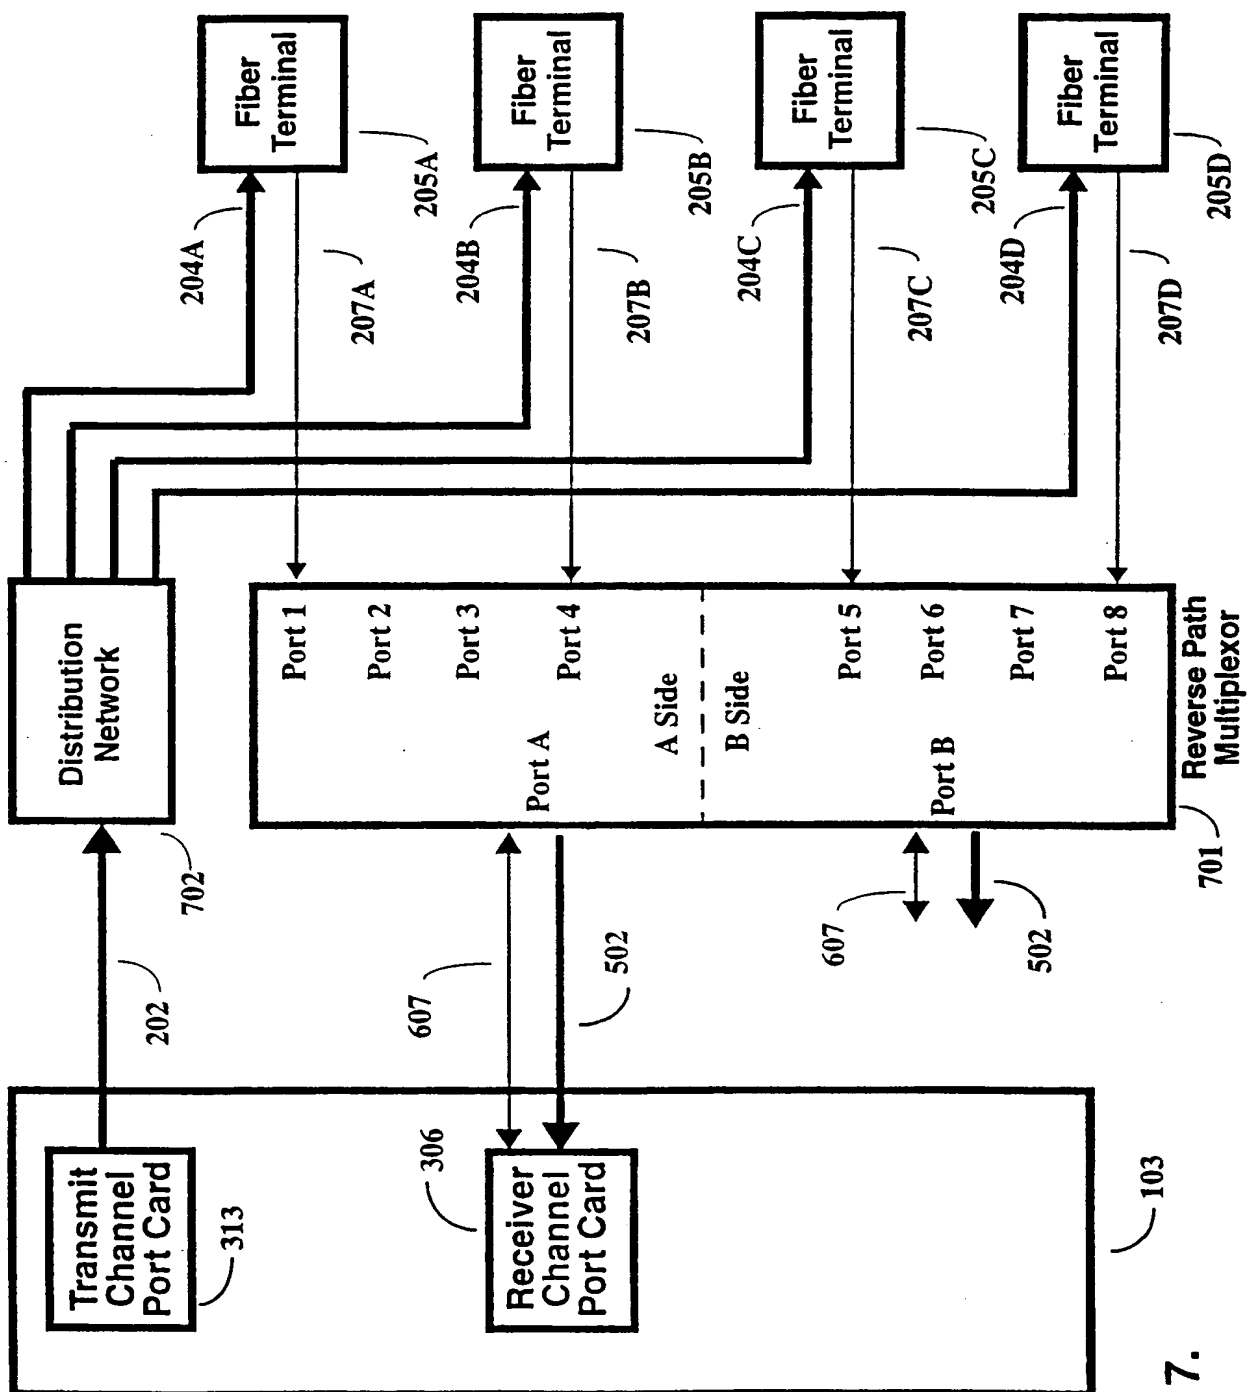 Transmit
Channel
Port Card
313
202
702
Distribution
Network
204A
207A
Fiber
Terminal
205A
204B
207B
Fiber
Terminal
205B
204C
207C
Fiber
Terminal
205C
204D
207D
Fiber
Terminal
205D
Receiver
Channel
Port Card
306
607
502
Port A
A Side
B Side
Port B
Port 1
Port 2
Port 3
Port 4
Port 5
Port 6
Port 7
Port 8
607
502
701
Reverse Path
Multiplexor
103
7.